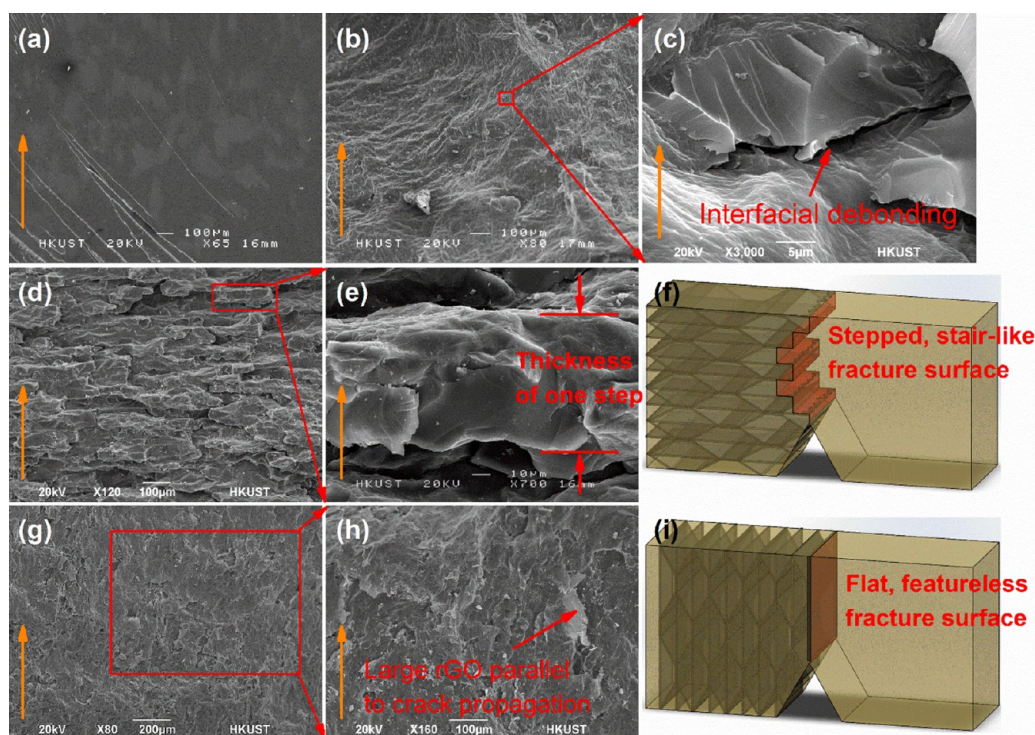 (a)
HKUST 20KV 100μm X65 16mm
(b)
HKUST 20KV 100μm X80 17mm
(c)
Interfacial debonding
20kV X3,000 5μm HKUST
(d)
20kV X120 100μm HKUST
(e)
Thickness
of one step
10μm
HKUST 20KV X700 16mm
(f)
Stepped, stair-like
fracture surface
(g)
20kV X80 200μm HKUST
(h)
Large rGO parallel
to crack propagation
20kV X160 100μm HKUST
(i)
Flat, featureless
fracture surface